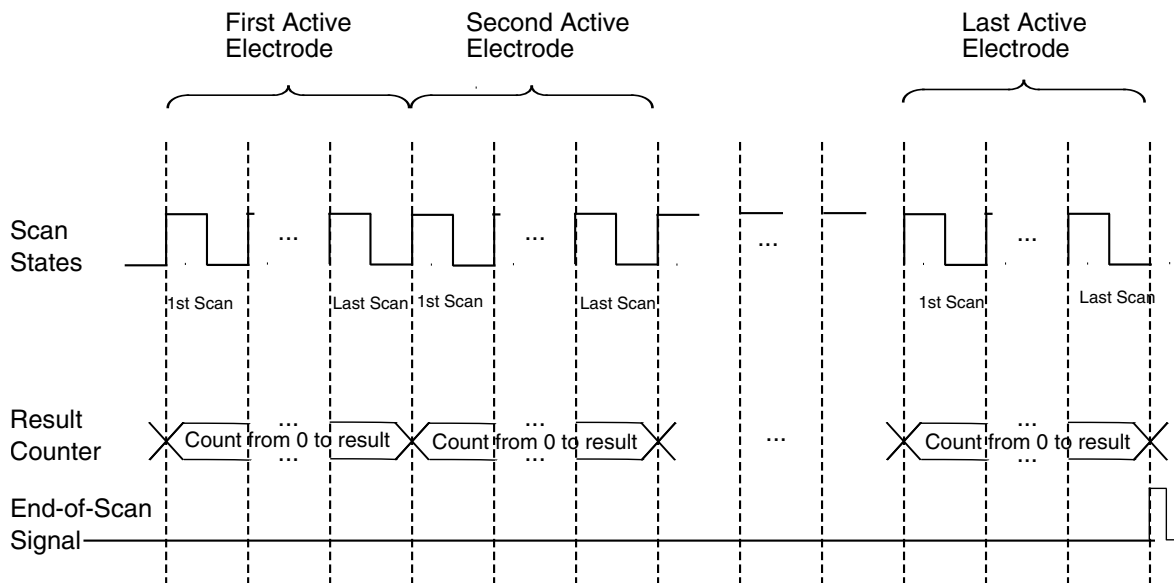 First Active
Electrode
Second Active
Electrode
Last Active
Electrode
Scan
States
...
...
...
...
1st Scan
Last Scan
1st Scan
Last Scan
1st Scan
Last Scan
Result
Counter
...
Count from 0 to result
...
...
Count from 0 to result
...
...
...
Count from 0 to result
...
End-of-Scan
Signal